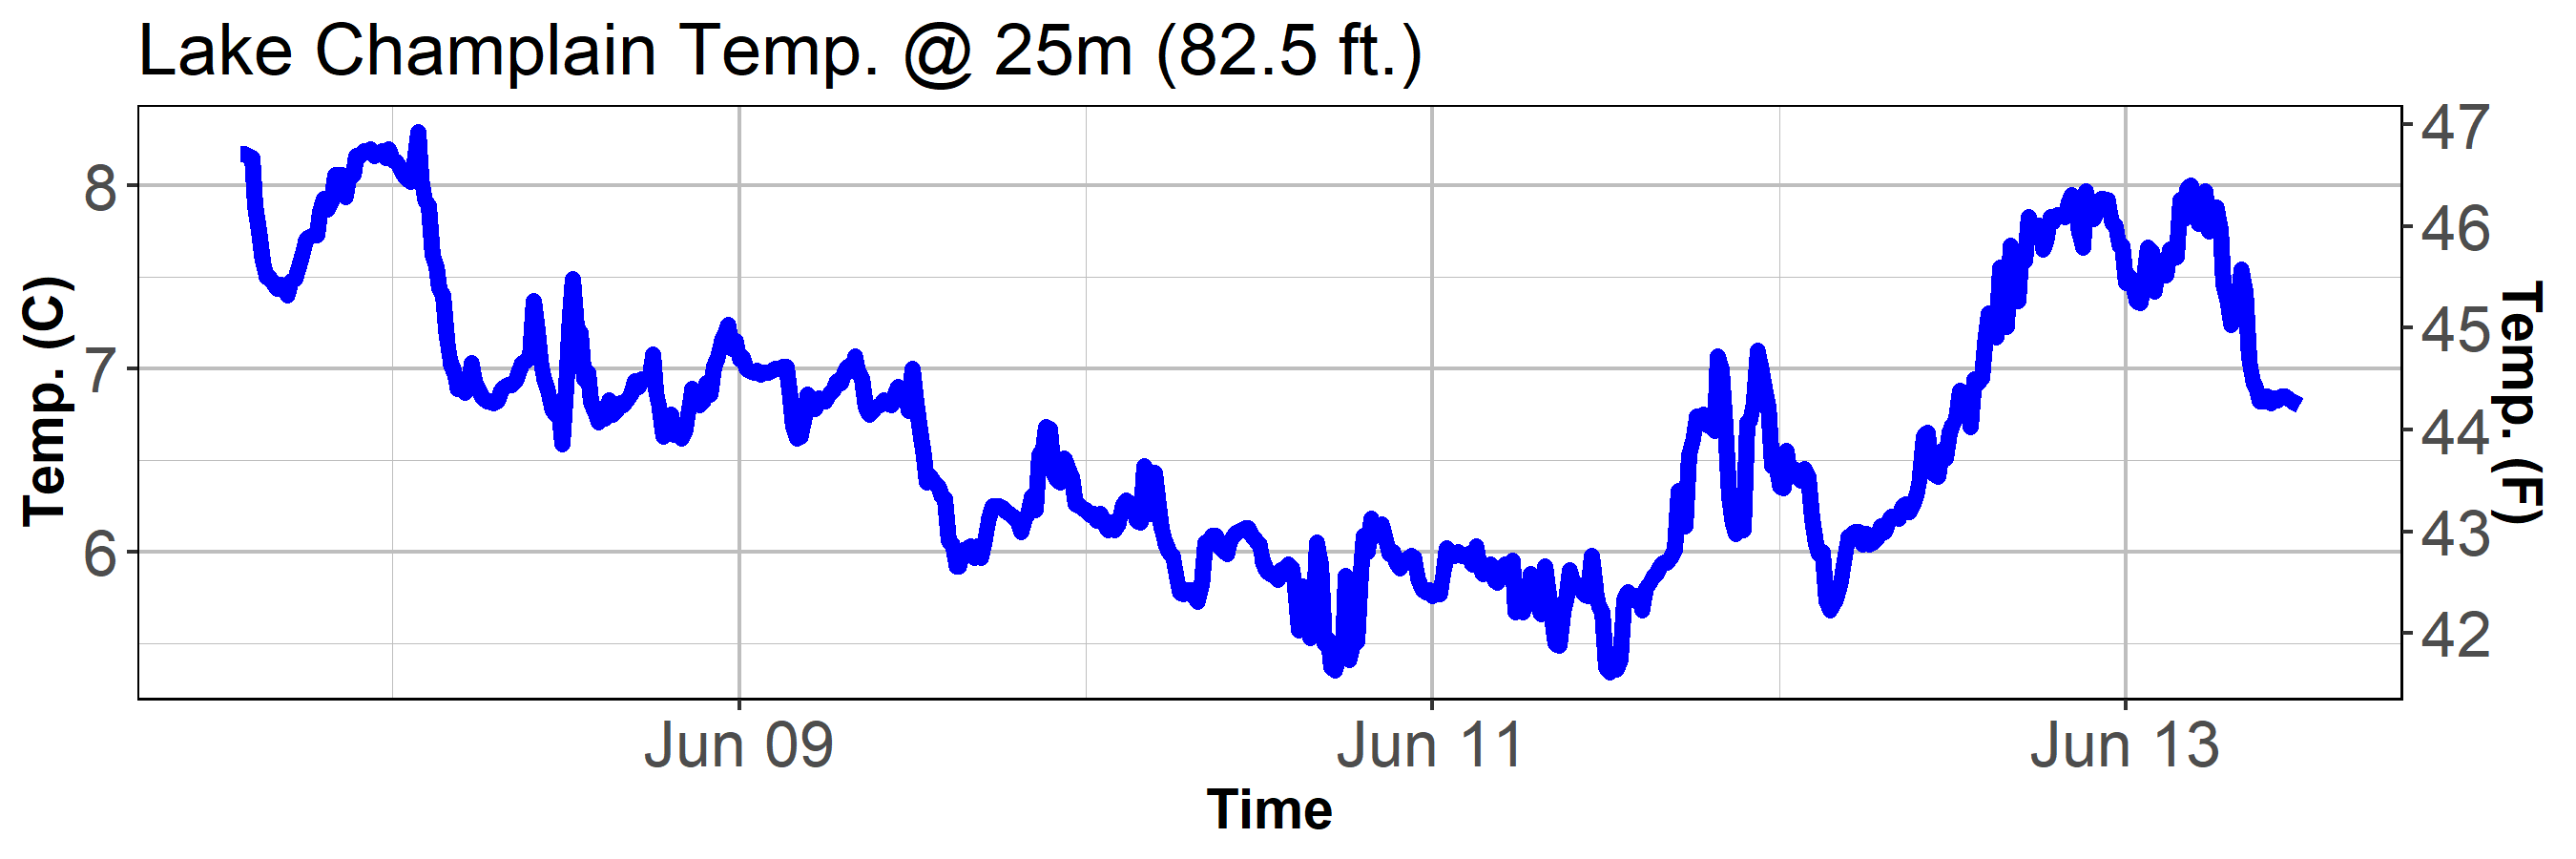 Lake Champlain Temp. @ 25m (82.5 ft.)
Temp. (C)
8
7
6
47
46
45
44
43
42
Temp. (F)
Jun 09
Jun 11
Jun 13
Time